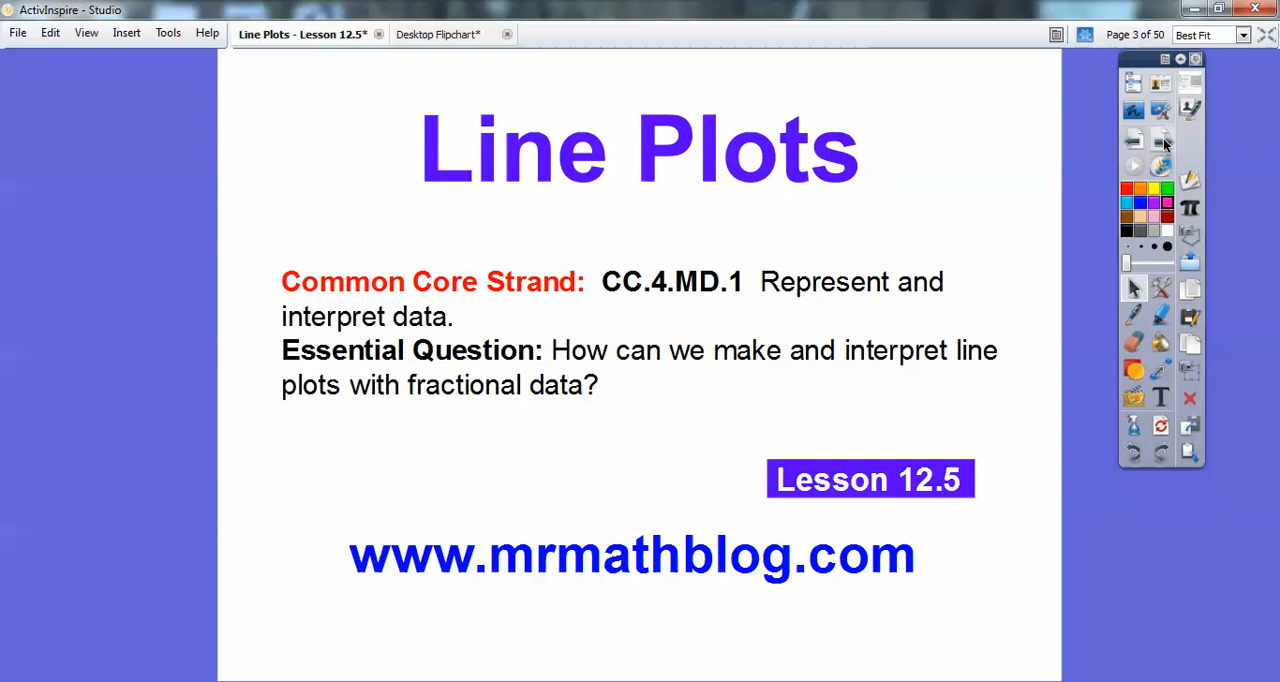 ActivInspire - Studio
File Edit View Insert Tools Help Line Plots - Lesson 12.5* Desktop Flipchart* Page 3 of 50 Best Fit
Line Plots
Common Core Strand: CC.4.MD.1 Represent and
interpret data.
Essential Question: How can we make and interpret line
plots with fractional data?
Lesson 12.5
www.mrmathblog.com